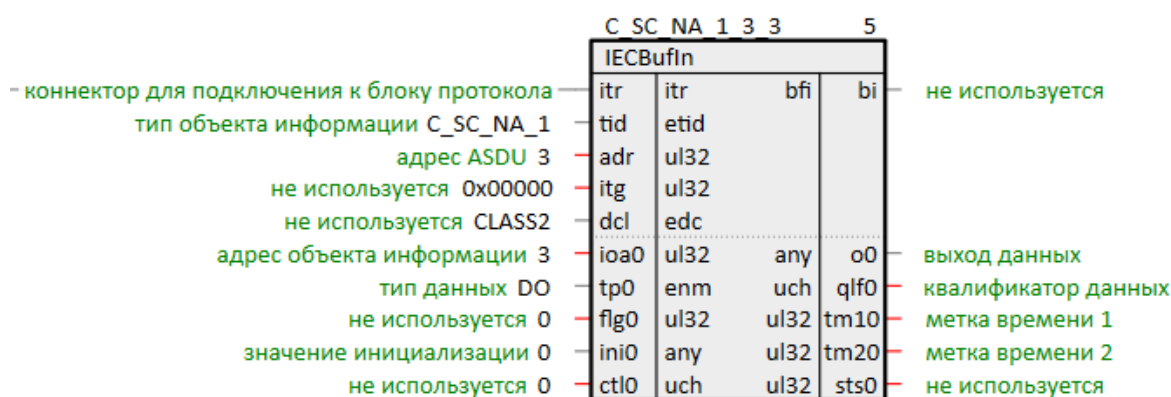 C_SC_NA_1_3_3 5
IECBufIn
коннектор для подключения к блоку протокола itr itr bfi bi не используется
тип объекта информации C_SC_NA_1 tid etid
адрес ASDU 3 adr ul32
не используется 0x00000 itg ul32
не используется CLASS2 dcl edc
адрес объекта информации 3 ioa0 ul32 any o0 выход данных
тип данных DO tp0 enm uch qlf0 квалификатор данных
не используется 0 flg0 ul32 ul32 tm10 метка времени 1
значение инициализации 0 ini0 any ul32 tm20 метка времени 2
не используется 0 ctl0 uch ul32 sts0 не используется